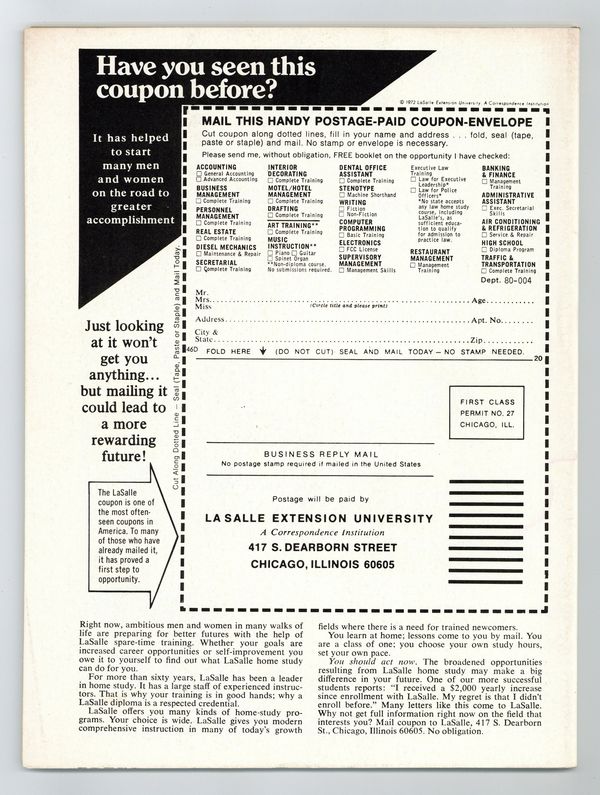 Have you seen this
coupon before?
It has helped
to start
many men
and women
on the road to
greater
accomplishment
Just looking
at it won't
get you
anything...
but mailing it
could lead to
a more
rewarding
future!
The LaSalle
coupon is one of
the most often-
seen coupons in
America. To many
of those who have
already mailed it,
it has proved a
first step to
opportunity.
Cut Along Dotted Line — Seal (Tape, Paste or Staple) and Mail Today.
© 1972 LaSalle Extension University, A Correspondence Institution
MAIL THIS HANDY POSTAGE-PAID COUPON-ENVELOPE
Cut coupon along dotted lines, fill in your name and address . . . fold, seal (tape,
paste or staple) and mail. No stamp or envelope is necessary.
Please send me, without obligation, FREE booklet on the opportunity I have checked:
ACCOUNTING
General Accounting
Advanced Accounting
BUSINESS
MANAGEMENT
Complete Training
PERSONNEL
MANAGEMENT
Complete Training
REAL ESTATE
Complete Training
DIESEL MECHANICS
Maintenance & Repair
SECRETARIAL
Complete Training
INTERIOR
DECORATING
Complete Training
MOTEL/HOTEL
MANAGEMENT
Complete Training
DRAFTING
Complete Training
ART TRAINING**
Complete Training
MUSIC
INSTRUCTION**
Piano Guitar
Spinet Organ
**Non-diploma course.
No submissions required.
DENTAL OFFICE
ASSISTANT
Complete Training
STENOTYPE
Machine Shorthand
WRITING
Fiction
Non-Fiction
COMPUTER
PROGRAMMING
Basic Training
ELECTRONICS
FCC License
SUPERVISORY
MANAGEMENT
Management Skills
Executive Law
Training
Law for Executive
Leadership*
Law for Police
Officers*
*No state accepts
any law home study
course, including
LaSalle's, as
sufficient educa-
tion to qualify
for admission to
practice law.
RESTAURANT
MANAGEMENT
Management
Training
BANKING
& FINANCE
Management
Training
ADMINISTRATIVE
ASSISTANT
Exec. Secretarial
Skills
AIR CONDITIONING
& REFRIGERATION
Service & Repair
HIGH SCHOOL
Diploma Program
TRAFFIC &
TRANSPORTATION
Complete Training
Dept. 80-004
Mr.
Mrs. Age
Miss (Circle title and please print)
Address Apt. No.
City &
State Zip
46D FOLD HERE (DO NOT CUT) SEAL AND MAIL TODAY — NO STAMP NEEDED. 20
FIRST CLASS
PERMIT NO. 27
CHICAGO, ILL.
BUSINESS REPLY MAIL
No postage stamp required if mailed in the United States
Postage will be paid by
LA SALLE EXTENSION UNIVERSITY
A Correspondence Institution
417 S. DEARBORN STREET
CHICAGO, ILLINOIS 60605
Right now, ambitious men and women in many walks of
life are preparing for better futures with the help of
LaSalle spare-time training. Whether your goals are
increased career opportunities or self-improvement you
owe it to yourself to find out what LaSalle home study
can do for you.
For more than sixty years, LaSalle has been a leader
in home study. It has a large staff of experienced instruc-
tors. That is why your training is in good hands; why a
LaSalle diploma is a respected credential.
LaSalle offers you many kinds of home-study pro-
grams. Your choice is wide. LaSalle gives you modern
comprehensive instruction in many of today's growth
fields where there is a need for trained newcomers.
You learn at home; lessons come to you by mail. You
are a class of one; you choose your own study hours,
set your own pace.
You should act now. The broadened opportunities
resulting from LaSalle home study may make a big
difference in your future. One of our more successful
students reports: "I received a $2,000 yearly increase
since enrollment with LaSalle. My regret is that I didn't
enroll before." Many letters like this come to LaSalle.
Why not get full information right now on the field that
interests you? Mail coupon to LaSalle, 417 S. Dearborn
St., Chicago, Illinois 60605. No obligation.